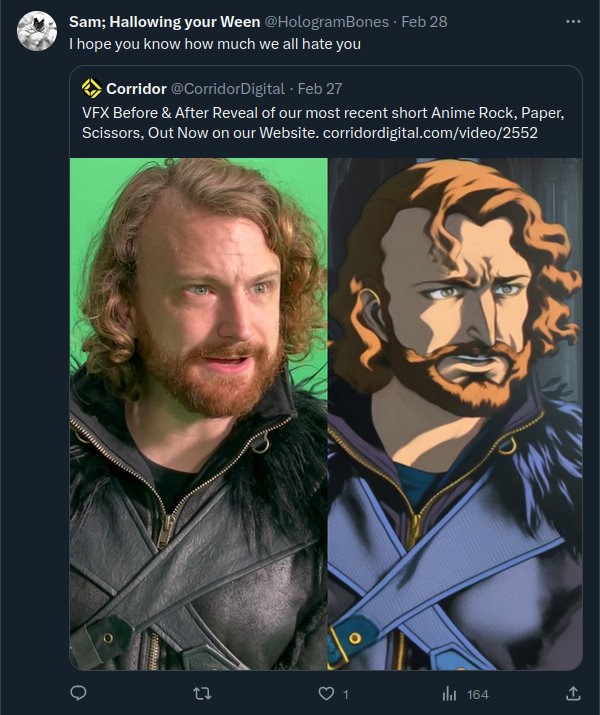 Sam; Hallowing your Ween @HologramBones · Feb 28
I hope you know how much we all hate you
Corridor @CorridorDigital · Feb 27
VFX Before & After Reveal of our most recent short Anime Rock, Paper,
Scissors, Out Now on our Website. corridordigital.com/video/2552
1 164